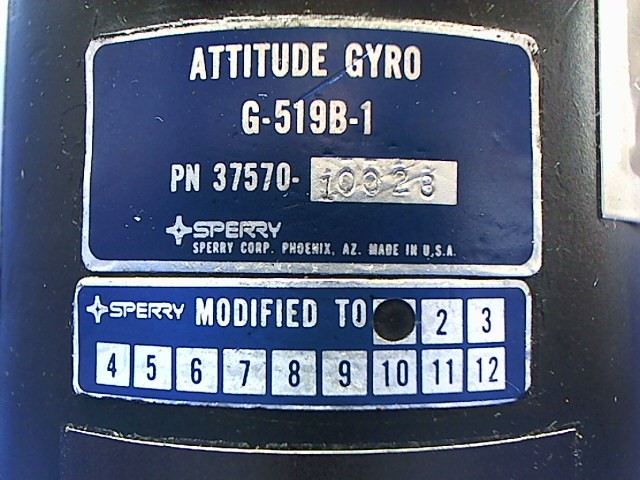 ATTITUDE GYRO
G-519B-1
PN 37570- 10028
SPERRY
SPERRY CORP. PHOENIX, AZ. MADE IN U.S.A.
SPERRY MODIFIED TO 2 3
4 5 6 7 8 9 10 11 12